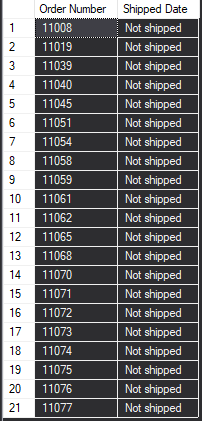 Order Number Shipped Date
1 11008 Not shipped
2 11019 Not shipped
3 11039 Not shipped
4 11040 Not shipped
5 11045 Not shipped
6 11051 Not shipped
7 11054 Not shipped
8 11058 Not shipped
9 11059 Not shipped
10 11061 Not shipped
11 11062 Not shipped
12 11065 Not shipped
13 11068 Not shipped
14 11070 Not shipped
15 11071 Not shipped
16 11072 Not shipped
17 11073 Not shipped
18 11074 Not shipped
19 11075 Not shipped
20 11076 Not shipped
21 11077 Not shipped